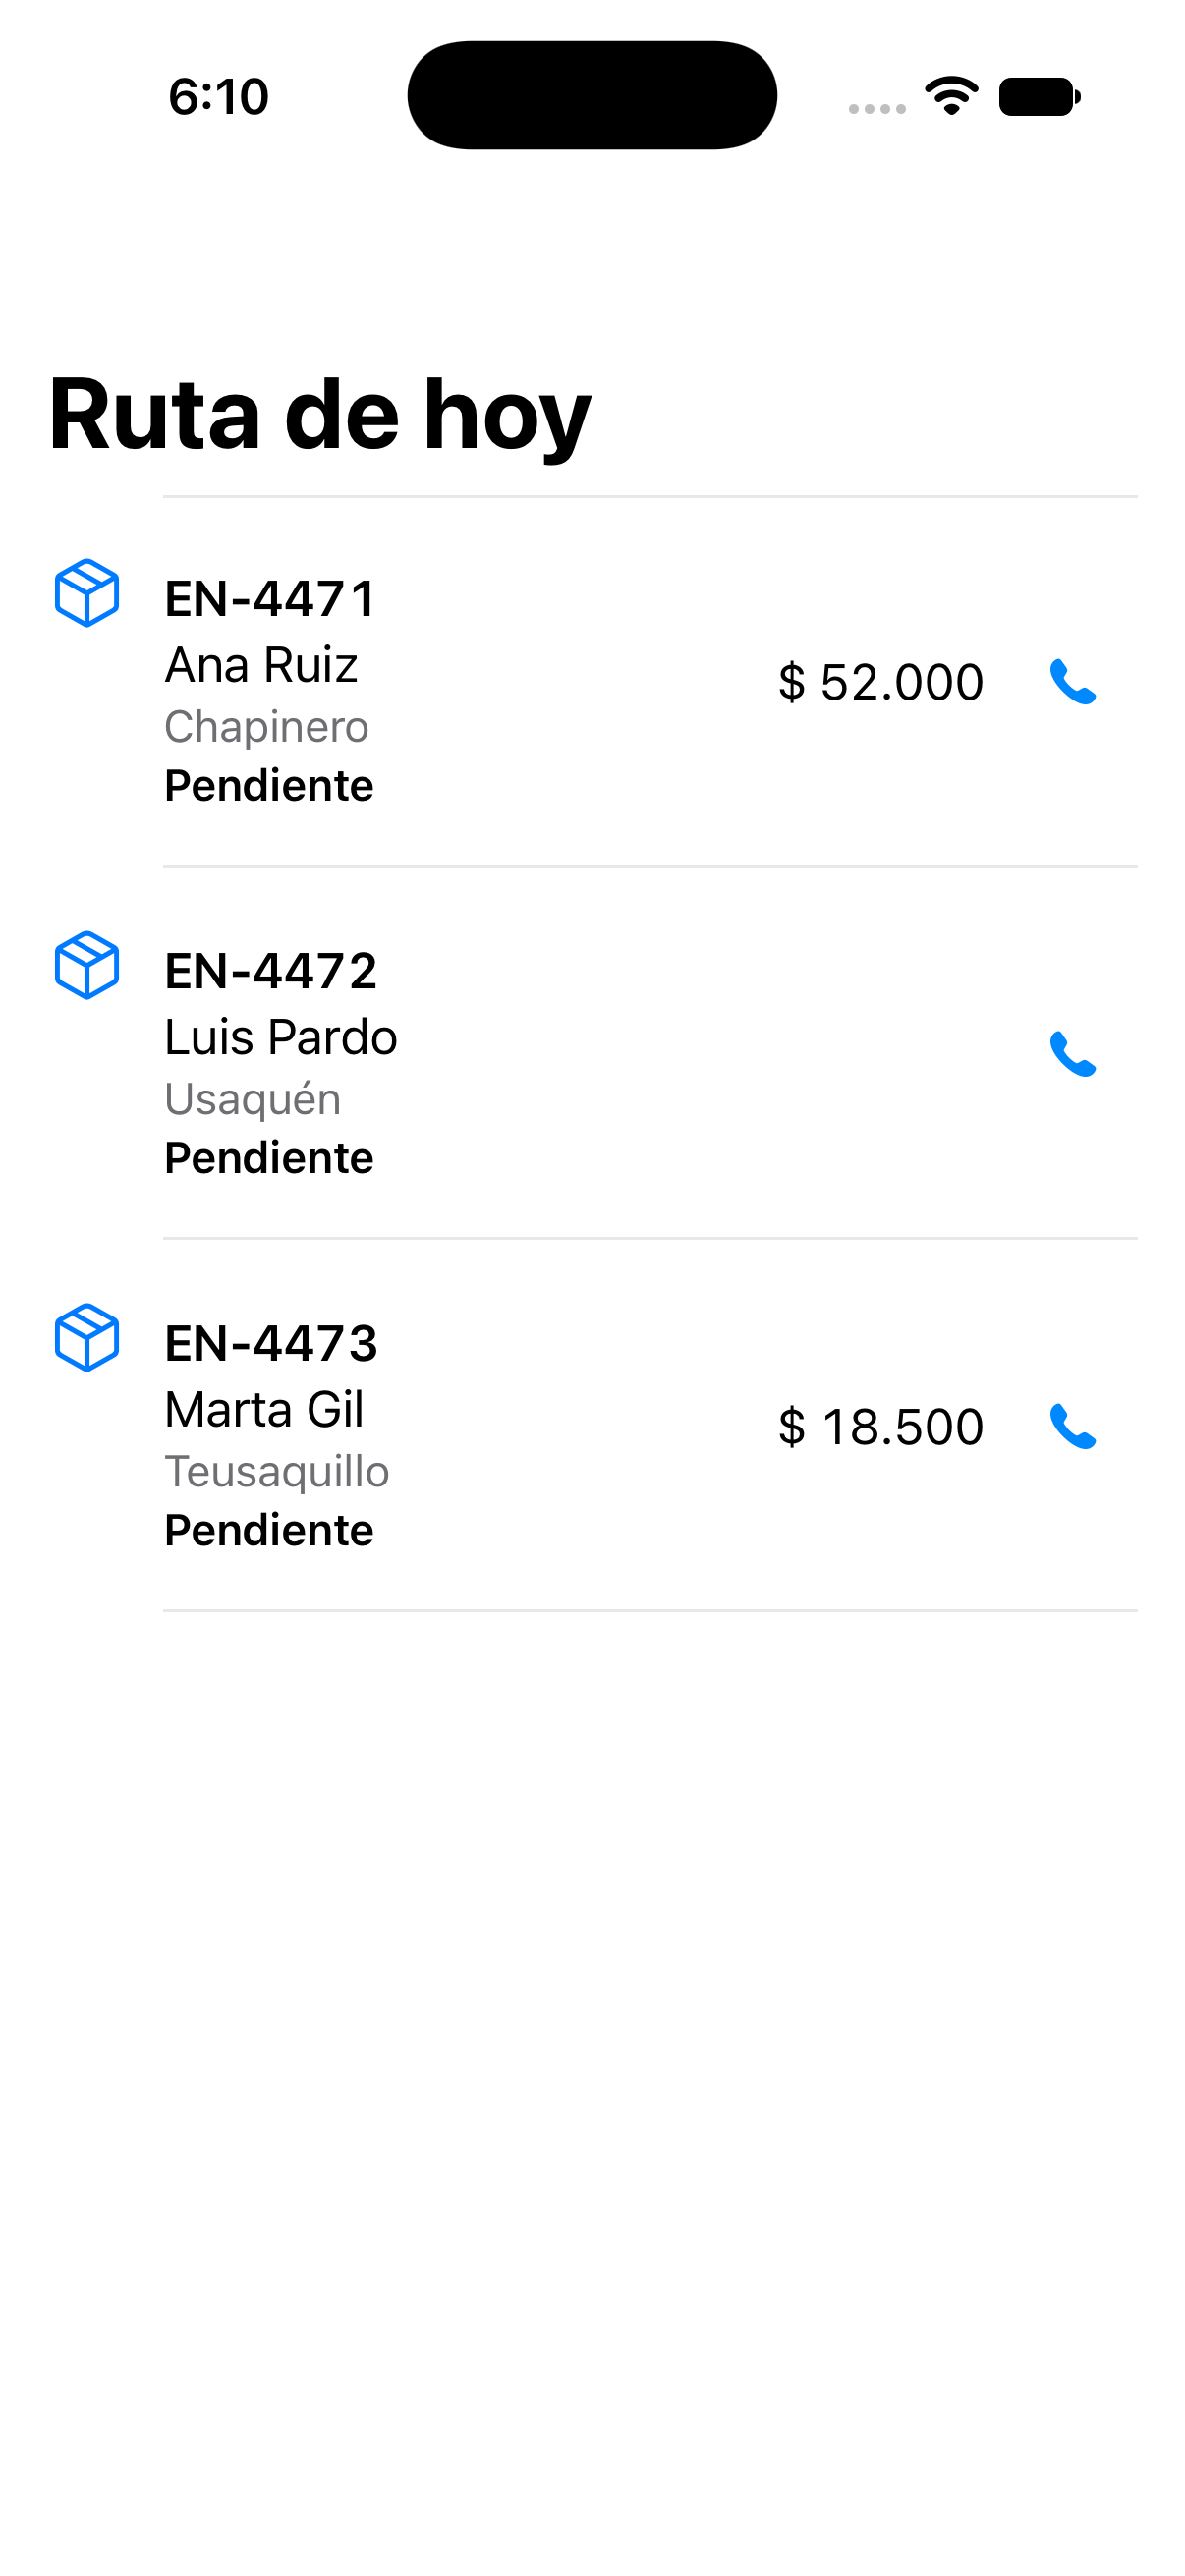 6:10
Ruta de hoy
EN-4471
Ana Ruiz
Chapinero
Pendiente
$ 52.000
EN-4472
Luis Pardo
Usaquén
Pendiente
EN-4473
Marta Gil
Teusaquillo
Pendiente
$ 18.500